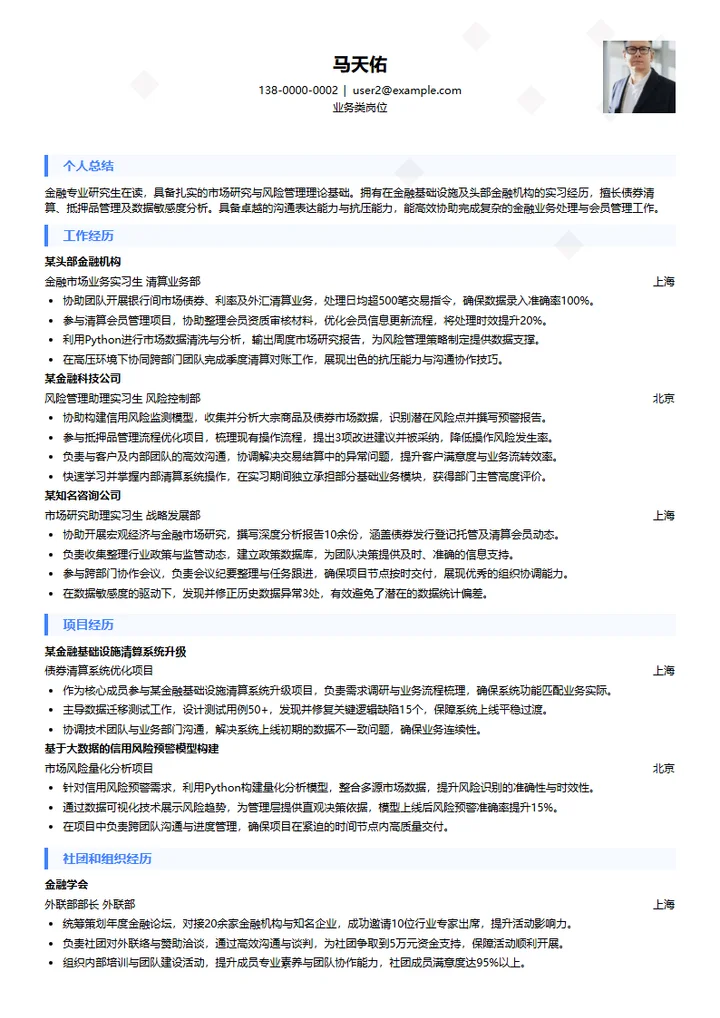 马天佑
138-0000-0002 | user2@example.com
业务类岗位
个人总结
金融专业研究生在读，具备扎实的市场研究与风险管理理论基础。拥有在金融基础设施及头部金融机构的实习经历，擅长债券清
算、抵押品管理及数据敏感度分析。具备卓越的沟通表达能力与抗压能力，能高效协助完成复杂的金融业务处理与会员管理工作。
工作经历
某头部金融机构
金融市场业务实习生 清算业务部 上海
• 协助团队开展银行间市场债券、利率及外汇清算业务，处理日均超500笔交易指令，确保数据录入准确率100%。
• 参与清算会员管理项目，协助整理会员资质审核材料，优化会员信息更新流程，将处理时效提升20%。
• 利用Python进行市场数据清洗与分析，输出周度市场研究报告，为风险管理策略制定提供数据支撑。
• 在高压环境下协同跨部门团队完成季度清算对账工作，展现出色的抗压能力与沟通协作技巧。
某金融科技公司
风险管理助理实习生 风险控制部 北京
• 协助构建信用风险监测模型，收集并分析大宗商品及债券市场数据，识别潜在风险点并撰写预警报告。
• 参与抵押品管理流程优化项目，梳理现有操作流程，提出3项改进建议并被采纳，降低操作风险发生率。
• 负责与客户及内部团队的高效沟通，协调解决交易结算中的异常问题，提升客户满意度与业务流转效率。
• 快速学习并掌握内部清算系统操作，在实习期间独立承担部分基础业务模块，获得部门主管高度评价。
某知名咨询公司
市场研究助理实习生 战略发展部 上海
• 协助开展宏观经济与金融市场研究，撰写深度分析报告10余份，涵盖债券发行登记托管及清算会员动态。
• 负责收集整理行业政策与监管动态，建立政策数据库，为团队决策提供及时、准确的信息支持。
• 参与跨部门协作会议，负责会议纪要整理与任务跟进，确保项目节点按时交付，展现优秀的组织协调能力。
• 在数据敏感度的驱动下，发现并修正历史数据异常3处，有效避免了潜在的数据统计偏差。
项目经历
某金融基础设施清算系统升级
债券清算系统优化项目 上海
• 作为核心成员参与某金融基础设施清算系统升级项目，负责需求调研与业务流程梳理，确保系统功能匹配业务实际。
• 主导数据迁移测试工作，设计测试用例50+，发现并修复关键逻辑缺陷15个，保障系统上线平稳过渡。
• 协调技术团队与业务部门沟通，解决系统上线初期的数据不一致问题，确保业务连续性。
基于大数据的信用风险预警模型构建
市场风险量化分析项目 北京
• 针对信用风险预警需求，利用Python构建量化分析模型，整合多源市场数据，提升风险识别的准确性与时效性。
• 通过数据可视化技术展示风险趋势，为管理层提供直观决策依据，模型上线后风险预警准确率提升15%。
• 在项目中负责跨团队沟通与进度管理，确保项目在紧迫的时间节点内高质量交付。
社团和组织经历
金融学会
外联部部长 外联部 上海
• 统筹策划年度金融论坛，对接20余家金融机构与知名企业，成功邀请10位行业专家出席，提升活动影响力。
• 负责社团对外联络与赞助洽谈，通过高效沟通与谈判，为社团争取到5万元资金支持，保障活动顺利开展。
• 组织内部培训与团队建设活动，提升成员专业素养与团队协作能力，社团成员满意度达95%以上。